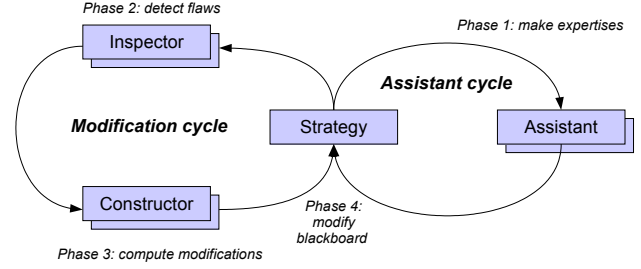 Phase 2: detect flaws
Phase 1: make expertises
Inspector
Assistant cycle
Modification cycle
Strategy
Assistant
Constructor
Phase 4:
modify
blackboard
Phase 3: compute modifications